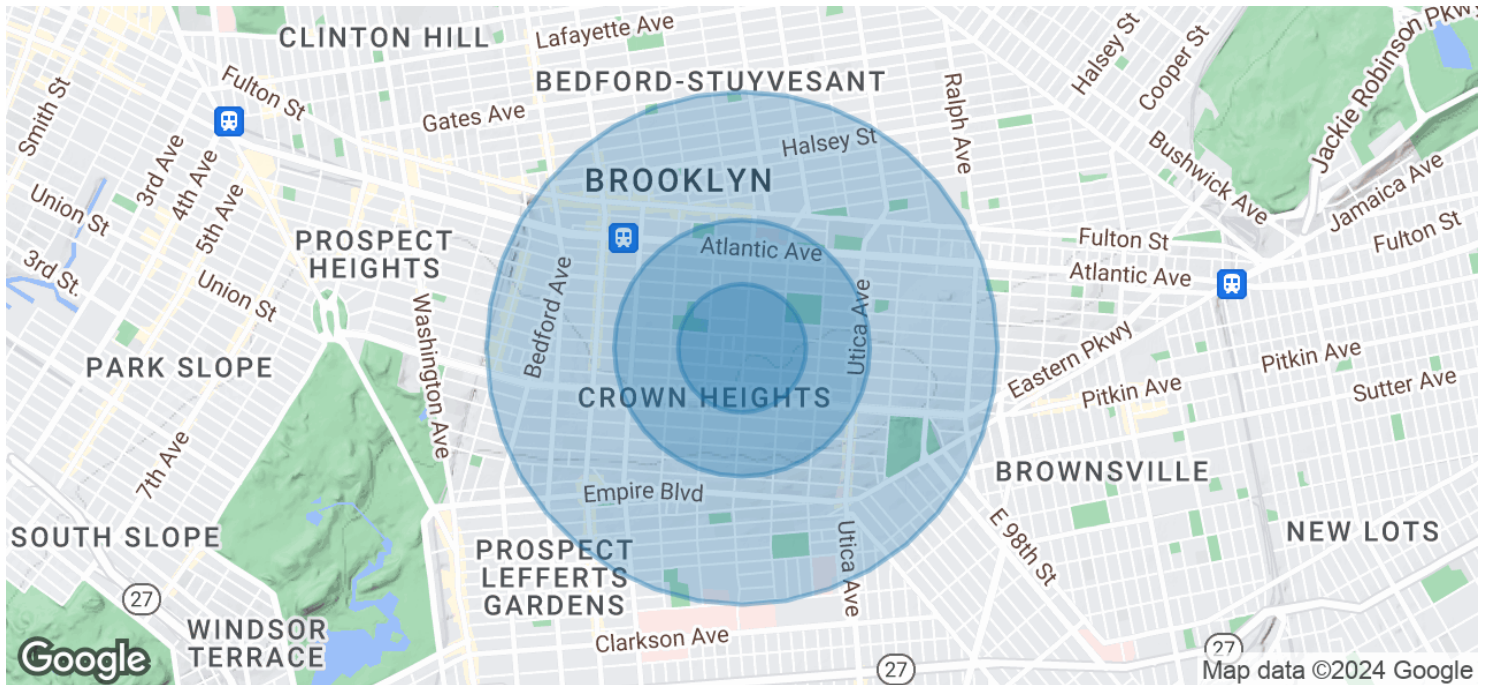 CLINTON HILL
Lafayette Ave
Halsey St
Cooper St
Jackie Robinson Pkwy
Smith St
Fulton St
BEDFORD-STUYVESANT
Gates Ave
Ralph Ave
Halsey St
3rd Ave
4th Ave
5th Ave
Union St
BROOKLYN
Bushwick Ave
Jamaica Ave
PROSPECT
HEIGHTS
Atlantic Ave
Fulton St
Fulton St
Atlantic Ave
3rd St.
Union St
Bedford Ave
Washington Ave
Utica Ave
Eastern Pkwy
Pitkin Ave
Pitkin Ave
Sutter Ave
PARK SLOPE
CROWN HEIGHTS
7th Ave
BROWNSVILLE
Empire Blvd
E 98th St
NEW LOTS
SOUTH SLOPE
Utica Ave
PROSPECT
LEFFERTS
GARDENS
27
WINDSOR
TERRACE
Clarkson Ave
27
27
Google
Map data ©2024 Google